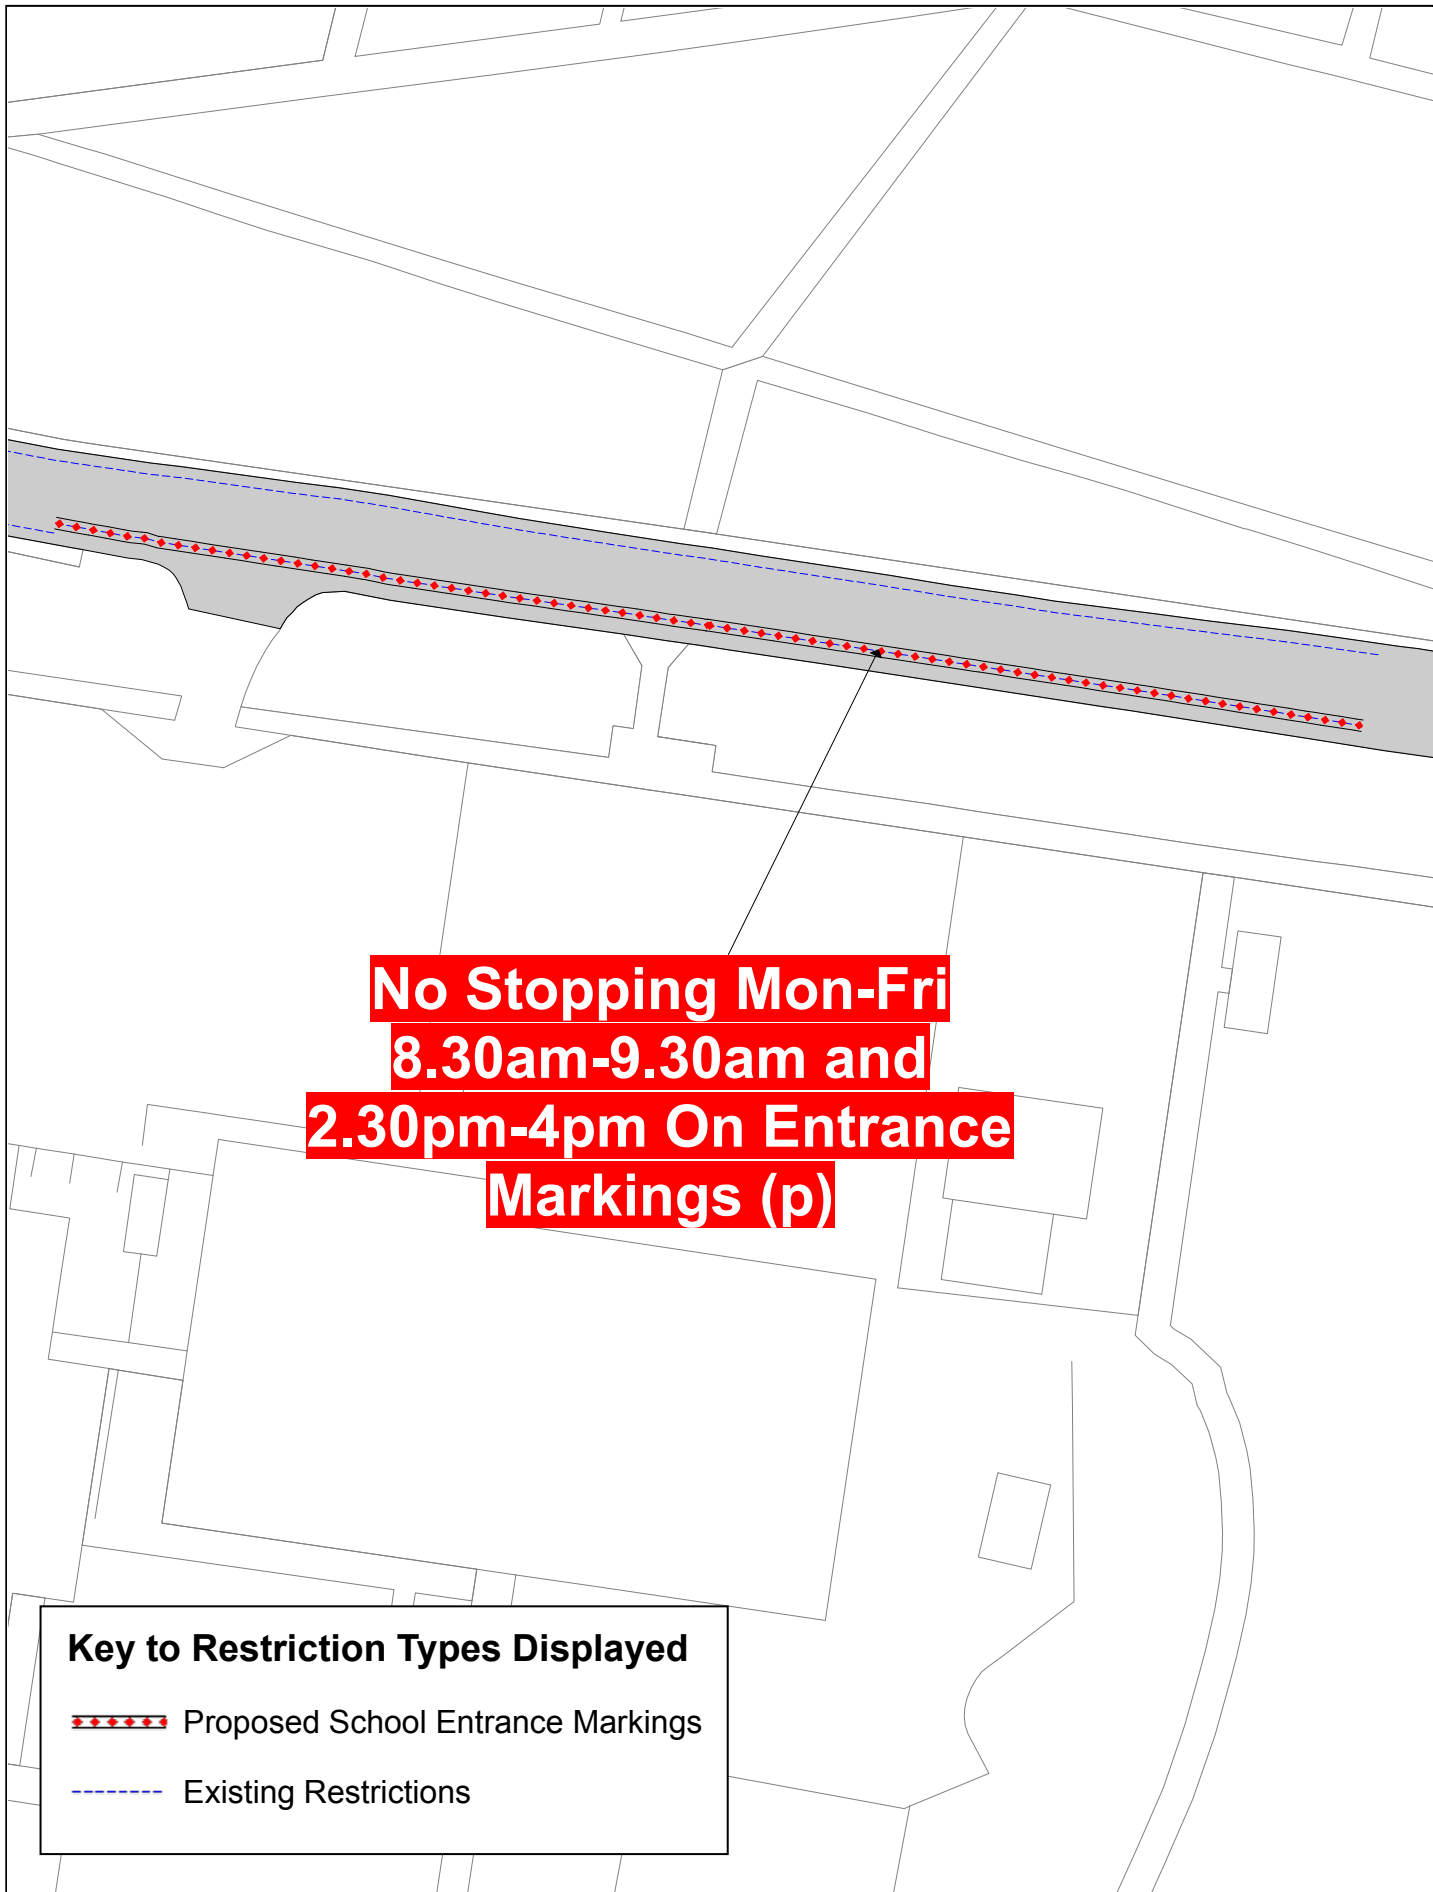 No Stopping Mon-Fri
8.30am-9.30am and
2.30pm-4pm On Entrance
Markings (p)
Key to Restriction Types Displayed
Proposed School Entrance Markings
Existing Restrictions